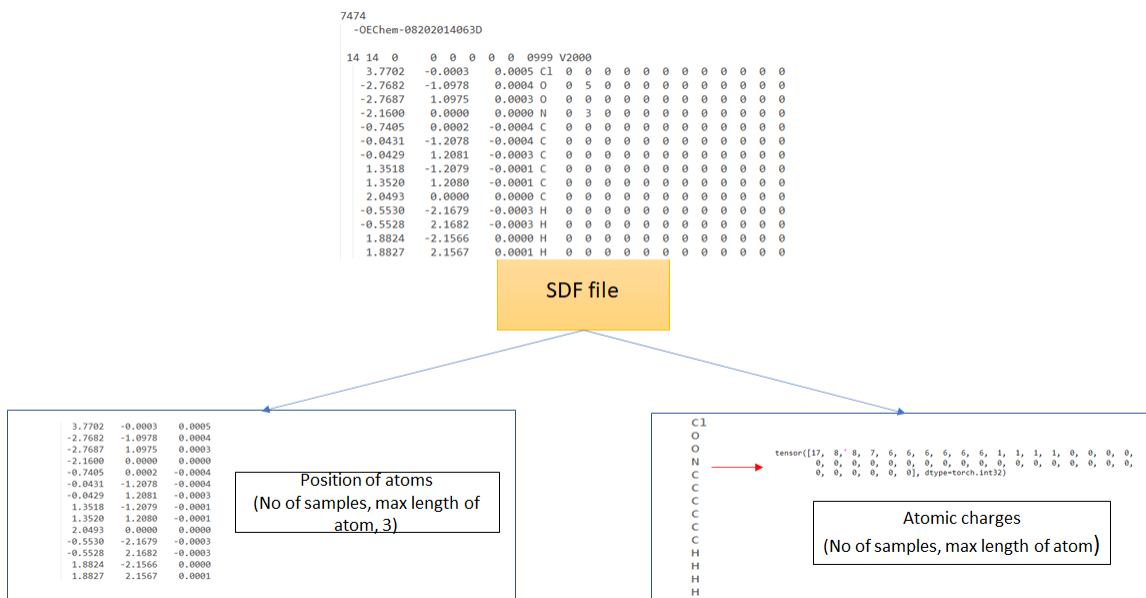 7474
-OEChem-08202014063D
14 14 0 0 0 0 0 0 0999 V2000
3.7702 -0.0003 0.0005 Cl 0 0 0 0 0 0 0 0 0 0 0 0
-2.7682 -1.0978 0.0004 O 0 5 0 0 0 0 0 0 0 0 0 0
-2.7687 1.0975 0.0003 O 0 0 0 0 0 0 0 0 0 0 0 0
-2.1600 0.0000 0.0000 N 0 3 0 0 0 0 0 0 0 0 0 0
-0.7405 0.0002 -0.0004 C 0 0 0 0 0 0 0 0 0 0 0 0
-0.0431 -1.2078 -0.0004 C 0 0 0 0 0 0 0 0 0 0 0 0
-0.0429 1.2081 -0.0003 C 0 0 0 0 0 0 0 0 0 0 0 0
1.3518 -1.2079 -0.0001 C 0 0 0 0 0 0 0 0 0 0 0 0
1.3520 1.2080 -0.0001 C 0 0 0 0 0 0 0 0 0 0 0 0
2.0493 0.0000 0.0000 C 0 0 0 0 0 0 0 0 0 0 0 0
-0.5530 -2.1679 -0.0003 H 0 0 0 0 0 0 0 0 0 0 0 0
-0.5528 2.1682 -0.0003 H 0 0 0 0 0 0 0 0 0 0 0 0
1.8824 -2.1566 0.0000 H 0 0 0 0 0 0 0 0 0 0 0 0
1.8827 2.1567 0.0001 H 0 0 0 0 0 0 0 0 0 0 0 0
SDF file
3.7702 -0.0003 0.0005
-2.7682 -1.0978 0.0004
-2.7687 1.0975 0.0003
-2.1600 0.0000 0.0000
-0.7405 0.0002 -0.0004
-0.0431 -1.2078 -0.0004
-0.0429 1.2081 -0.0003
1.3518 -1.2079 -0.0001
1.3520 1.2080 -0.0001
2.0493 0.0000 0.0000
-0.5530 -2.1679 -0.0003
-0.5528 2.1682 -0.0003
1.8824 -2.1566 0.0000
1.8827 2.1567 0.0001
Position of atoms
(No of samples, max length of
atom, 3)
Cl
O
O
N
C
C
C
C
C
C
H
H
H
H
tensor([17, 8, 8, 7, 6, 6, 6, 6, 6, 6, 1, 1, 1, 1, 0, 0, 0, 0,
0, 0, 0, 0, 0, 0, 0, 0, 0, 0, 0, 0, 0, 0, 0, 0, 0, 0,
0, 0, 0, 0, 0, 0], dtype=torch.int32)
Atomic charges
(No of samples, max length of atom)